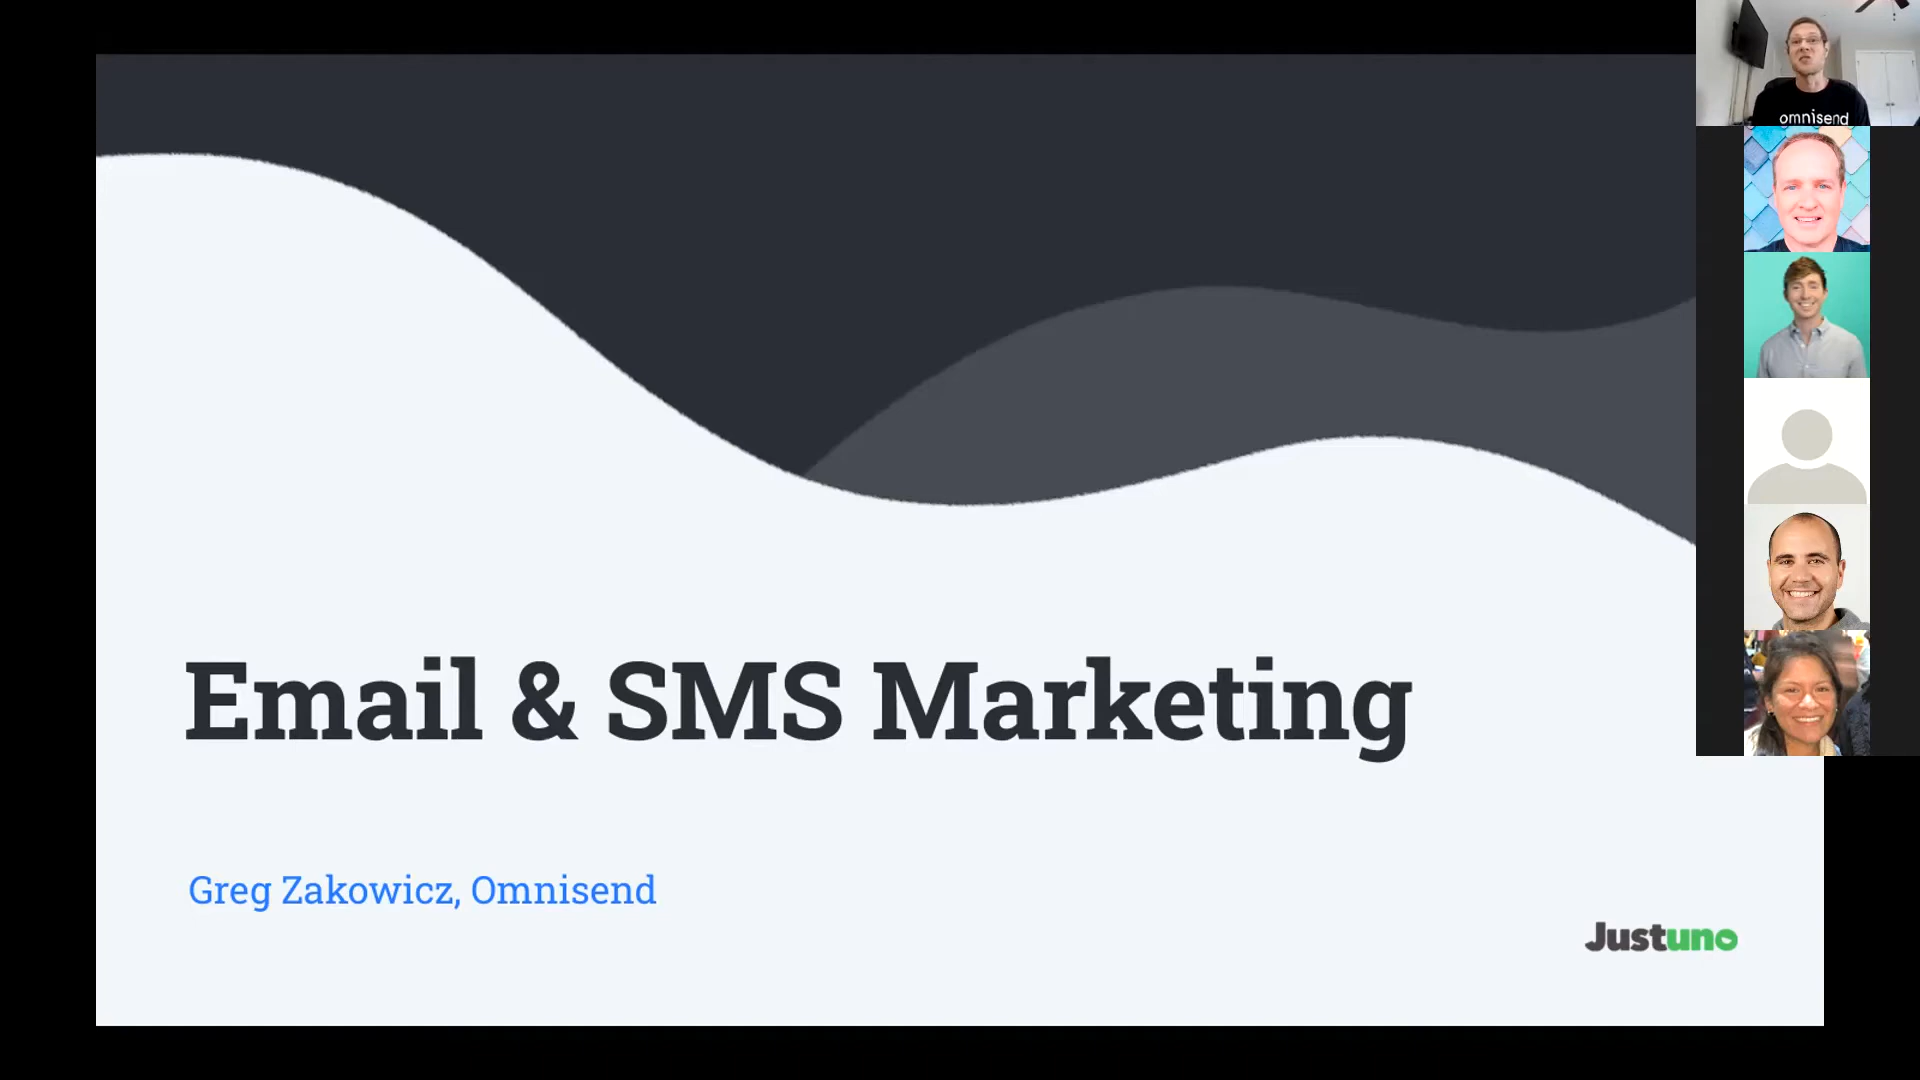 omnisend
Email & SMS Marketing
Greg Zakowicz, Omnisend
Justuno